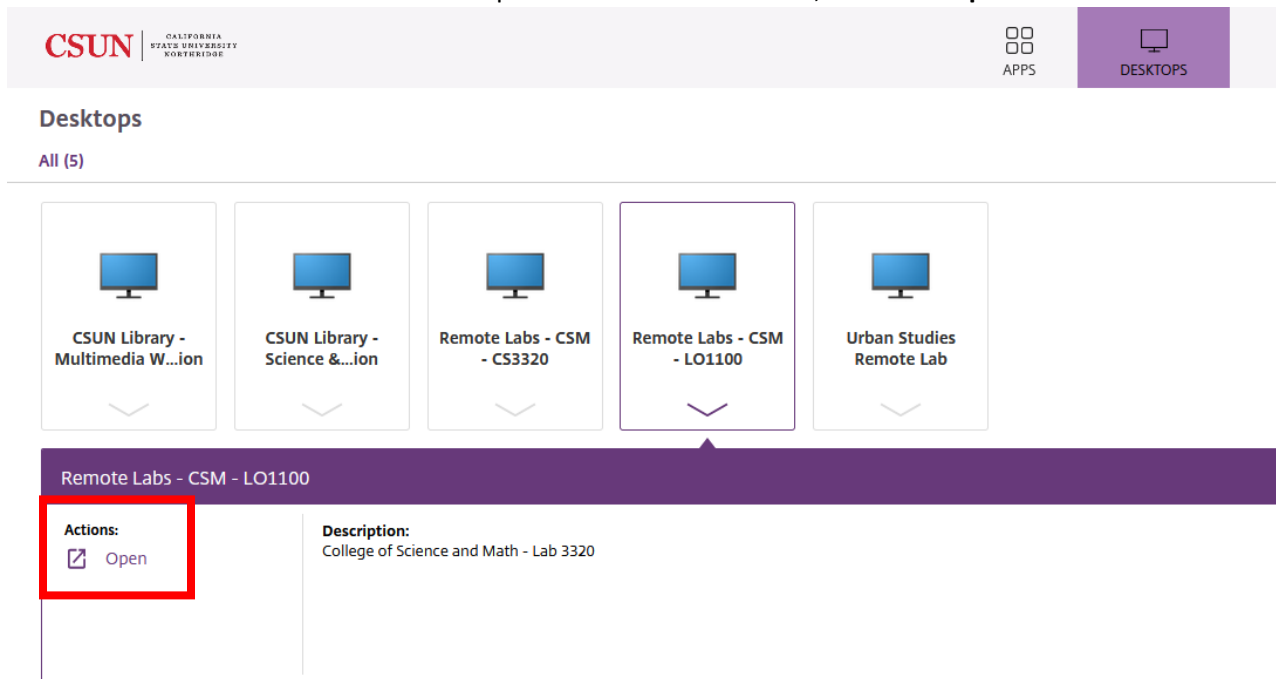 CSUN
CALIFORNIA
STATE UNIVERSITY
NORTHRIDGE
APPS
DESKTOPS
Desktops
All (5)
CSUN Library -
Multimedia W...ion
CSUN Library -
Science &...ion
Remote Labs - CSM
- CS3320
Remote Labs - CSM
- LO1100
Urban Studies
Remote Lab
Remote Labs - CSM - LO1100
Actions:
Open
Description:
College of Science and Math - Lab 3320